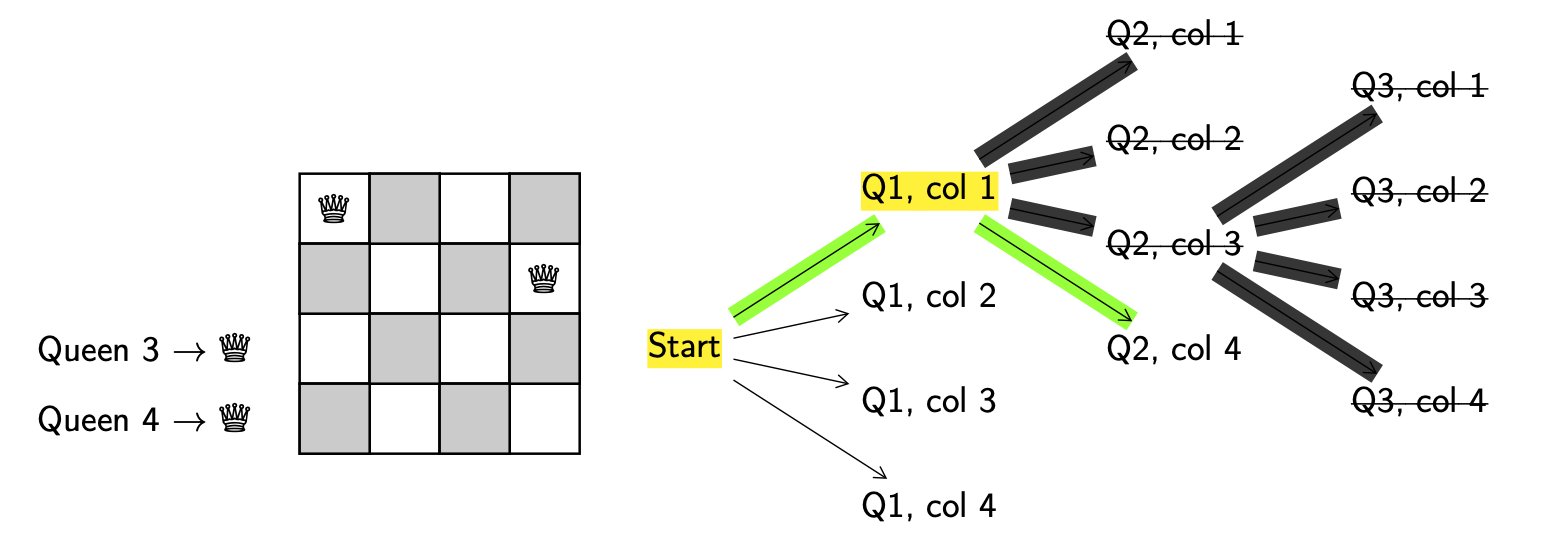 Queen 3 → ♕
Queen 4 → ♕
Start
Q1, col 1
Q1, col 2
Q1, col 3
Q1, col 4
Q2, col 1
Q2, col 2
Q2, col 3
Q2, col 4
Q3, col 1
Q3, col 2
Q3, col 3
Q3, col 4